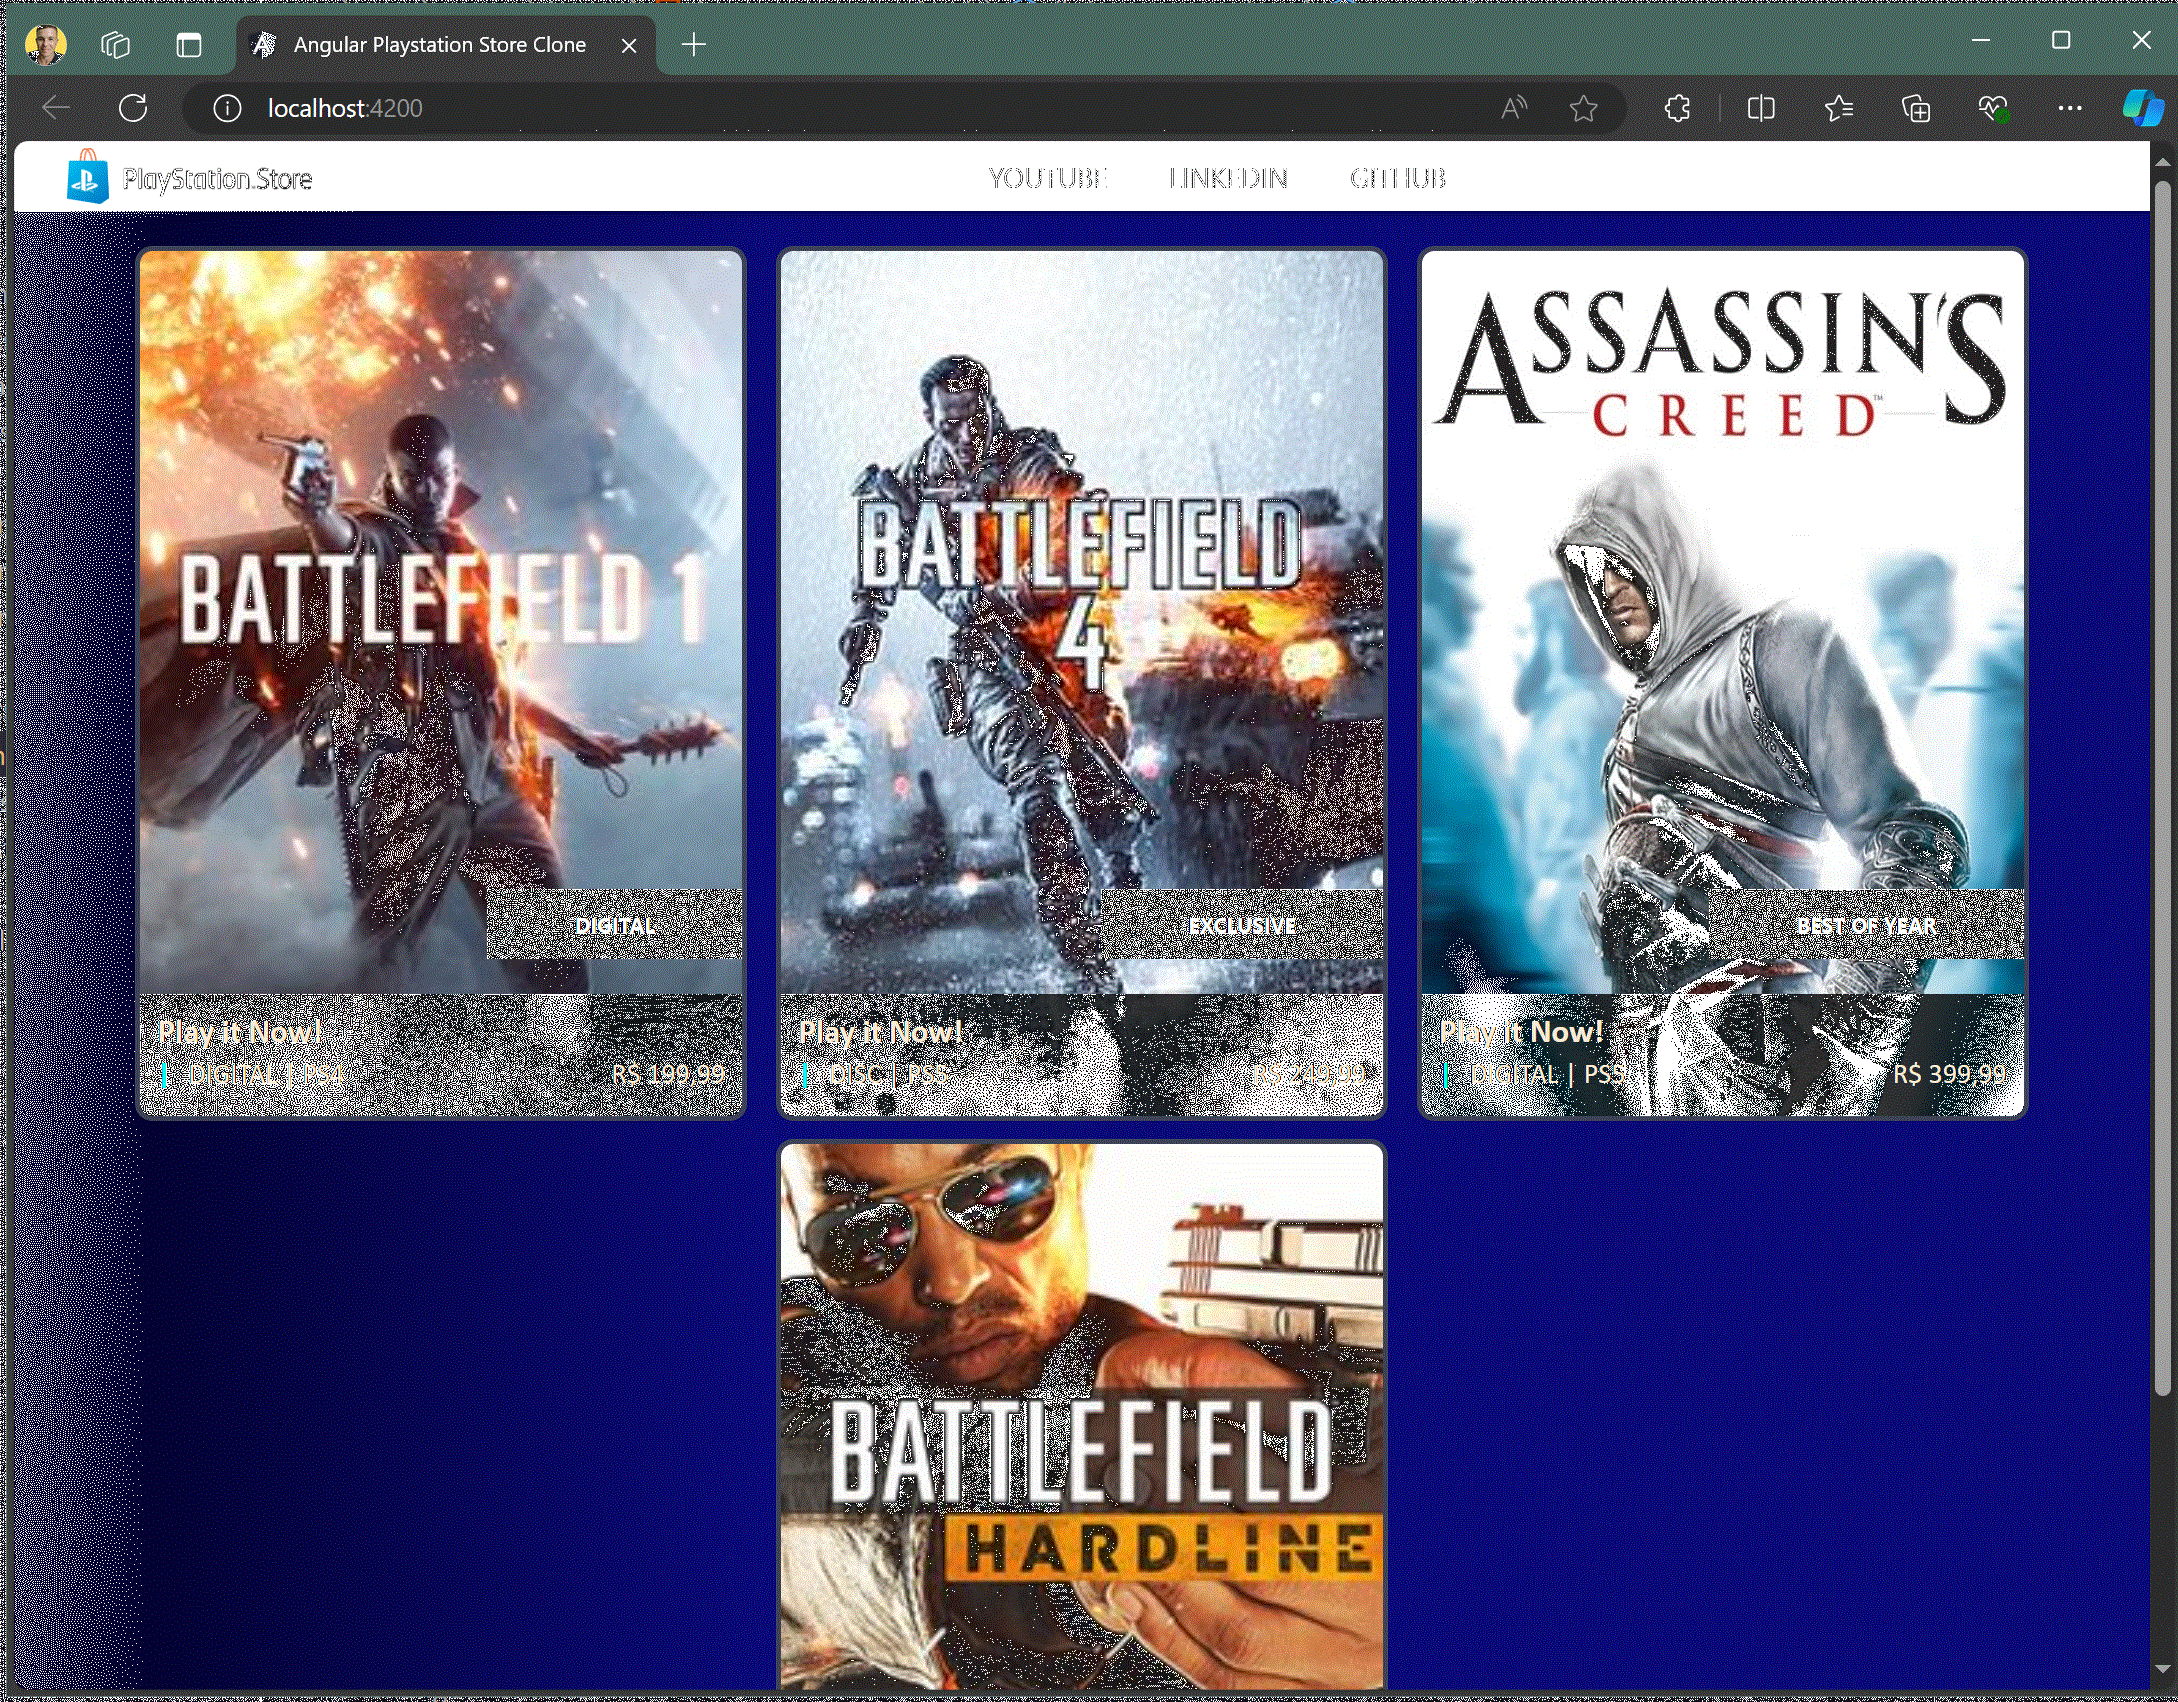 Angular Playstation Store Clone
localhost:4200
PlayStation.Store
YOUTUBE LINKEDIN GITHUB
BATTLEFIELD 1
DIGITAL
Play it Now!
DIGITAL | PS4 R$ 199,99
BATTLEFIELD
4
EXCLUSIVE
Play it Now!
DISC | PS5 R$ 249,99
ASSASSIN'S
CREED™
BEST OF YEAR
Play it Now!
DIGITAL | PS5 R$ 399,99
BATTLEFIELD
HARDLINE